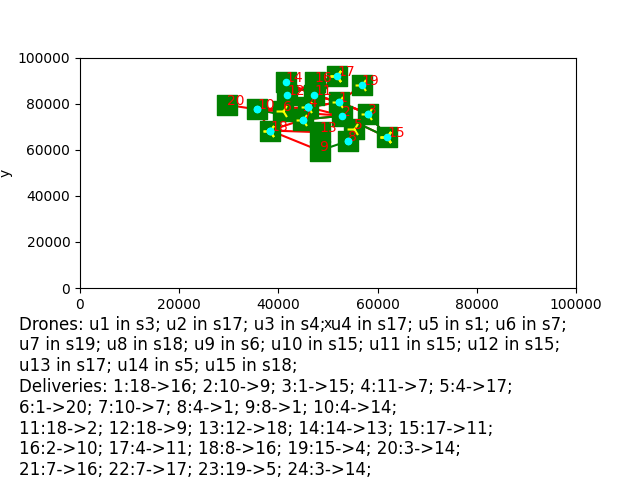 100000
80000
60000
40000
20000
0
y
0 20000 40000 60000 80000 100000
x
14
17
19
20
10
15
Drones: u1 in s3; u2 in s17; u3 in s4; u4 in s17; u5 in s1; u6 in s7;
u7 in s19; u8 in s18; u9 in s6; u10 in s15; u11 in s15; u12 in s15;
u13 in s17; u14 in s5; u15 in s18;
Deliveries: 1:18->16; 2:10->9; 3:1->15; 4:11->7; 5:4->17;
6:1->20; 7:10->7; 8:4->1; 9:8->1; 10:4->14;
11:18->2; 12:18->9; 13:12->18; 14:14->13; 15:17->11;
16:2->10; 17:4->11; 18:8->16; 19:15->4; 20:3->14;
21:7->16; 22:7->17; 23:19->5; 24:3->14;